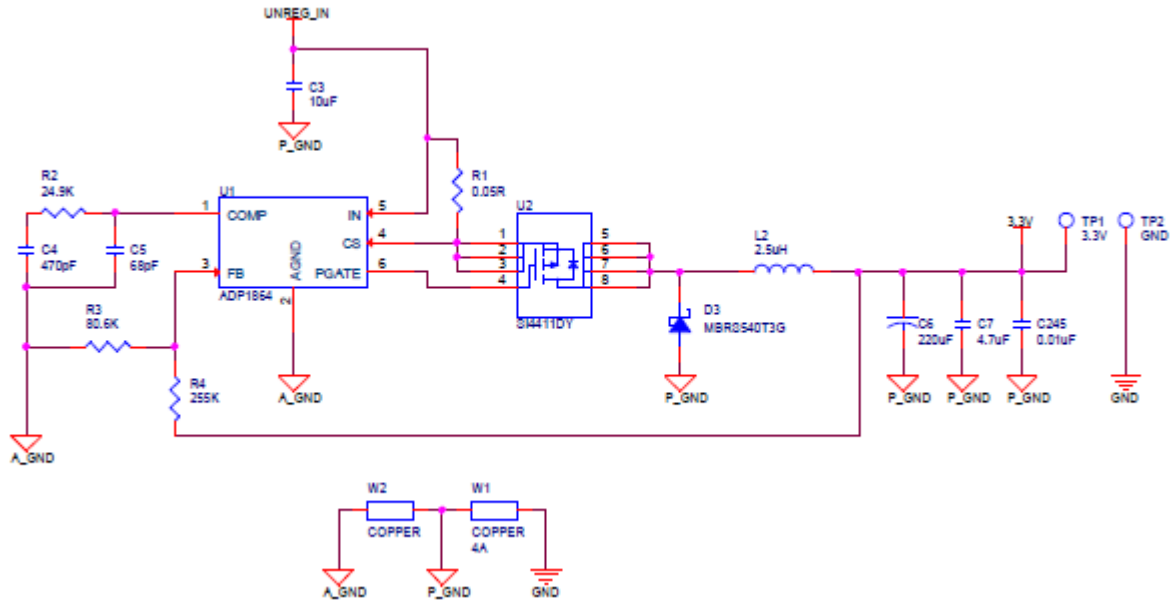 UNREG_IN
C3
10uF
P_GND
R2
24.9K
C4
470pF
C5
68pF
R3
80.6K
R4
255K
A_GND
U1
1
COMP
3
FB
AGND
2
IN
5
CS
4
PGATE
6
ADP1864
A_GND
R1
0.05R
U2
1
2
3
4
5
6
7
8
SI4411DY
D3
MBRS540T3G
P_GND
L2
2.5uH
C6
220uF
P_GND
C7
4.7uF
P_GND
3.3V
C245
0.01uF
P_GND
TP1
3.3V
TP2
GND
GND
W2
COPPER
W1
COPPER
4A
A_GND
P_GND
GND